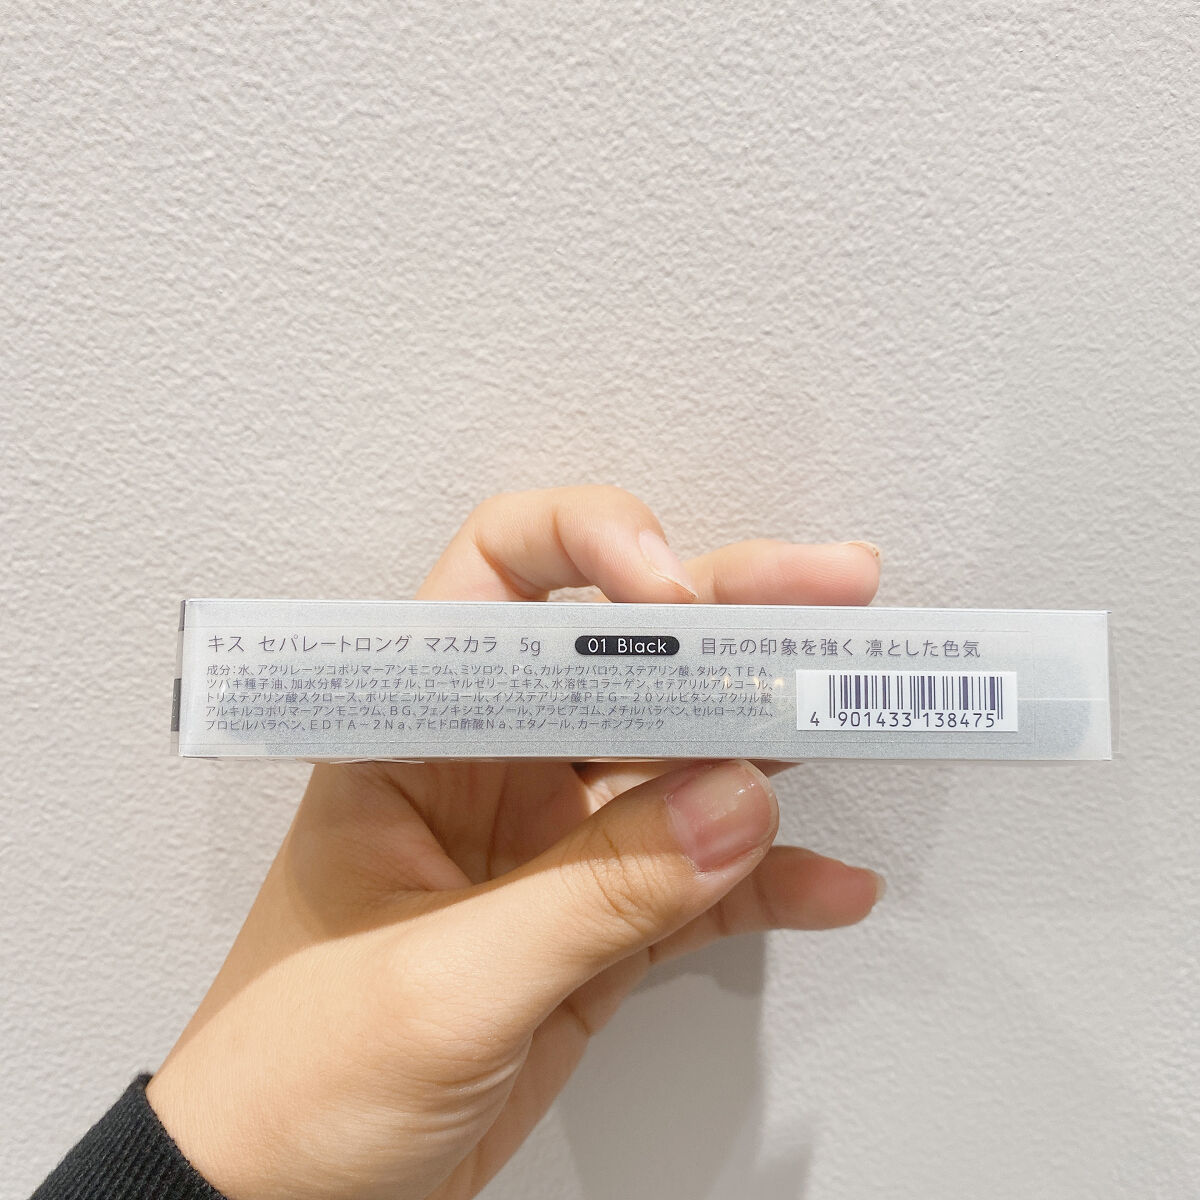 キス セパレートロング マスカラ 5g 01 Black 目元の印象を強く 凛とした色気
成分:水、アクリレーツコポリマーアンモニウム、ミツロウ、PG、カルナウバロウ、ステアリン酸、タルク、TEA、
ツバキ種子油、加水分解シルクエチル、ローヤルゼリーエキス、水溶性コラーゲン、セテアリルアルコール、
トリステアリン酸スクロース、ポリビニルアルコール、イソステアリン酸PEG-20ソルビタン、アクリル酸
アルキルコポリマーアンモニウム、BG、フェノキシエタノール、アラビアゴム、メチルパラベン、セルロースガム、
プロピルパラベン、EDTA-2Na、デヒドロ酢酸Na、エタノール、カーボンブラック
4 901433 138475